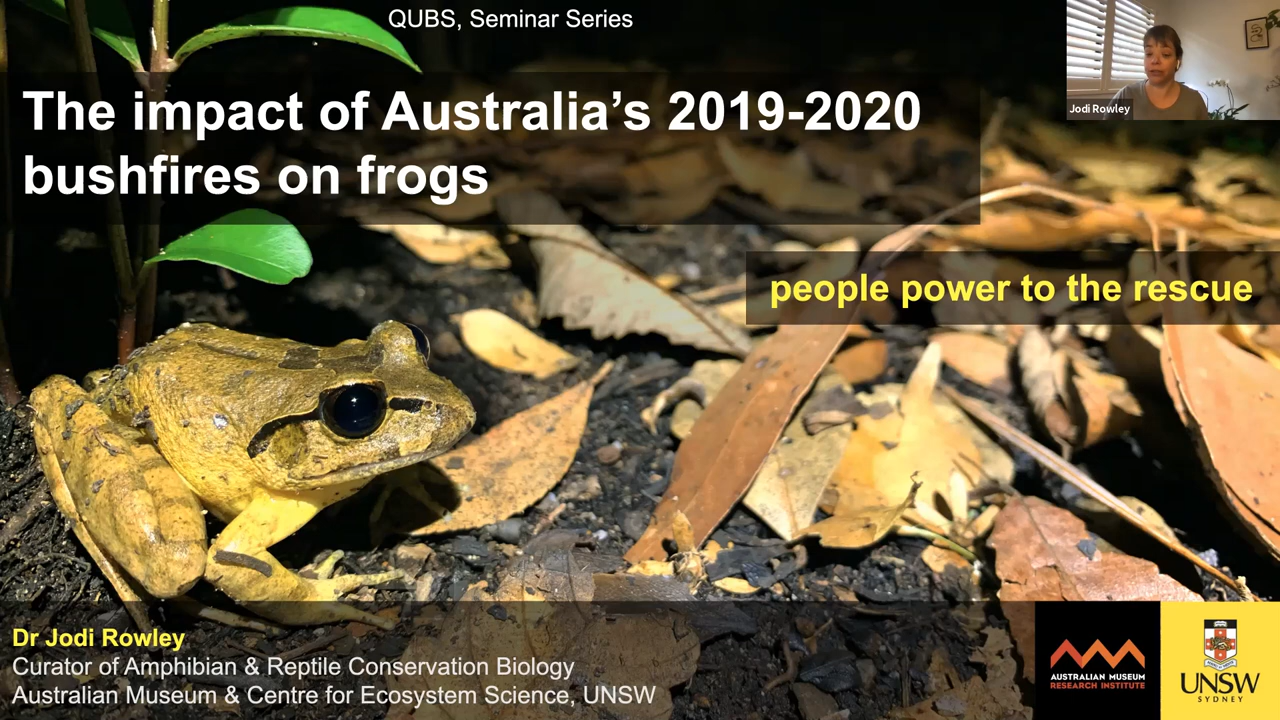 QUBS, Seminar Series
Jodi Rowley
The impact of Australia’s 2019-2020
bushfires on frogs
people power to the rescue
Dr Jodi Rowley
Curator of Amphibian & Reptile Conservation Biology
Australian Museum & Centre for Ecosystem Science, UNSW
AUSTRALIAN MUSEUM
RESEARCH INSTITUTE
UNSW
SYDNEY